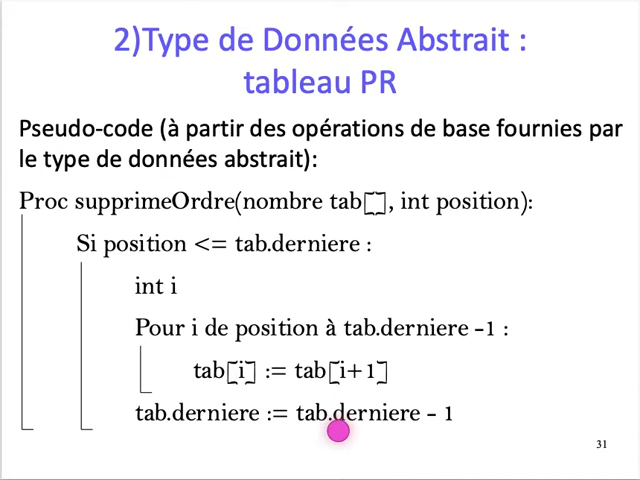 2)Type de Données Abstrait :
tableau PR
Pseudo-code (à partir des opérations de base fournies par
le type de données abstrait):
Proc supprimeOrdre(nombre tab[], int position):
Si position <= tab.derniere :
int i
Pour i de position à tab.derniere -1 :
tab[i] := tab[i+1]
tab.derniere := tab.derniere - 1
31